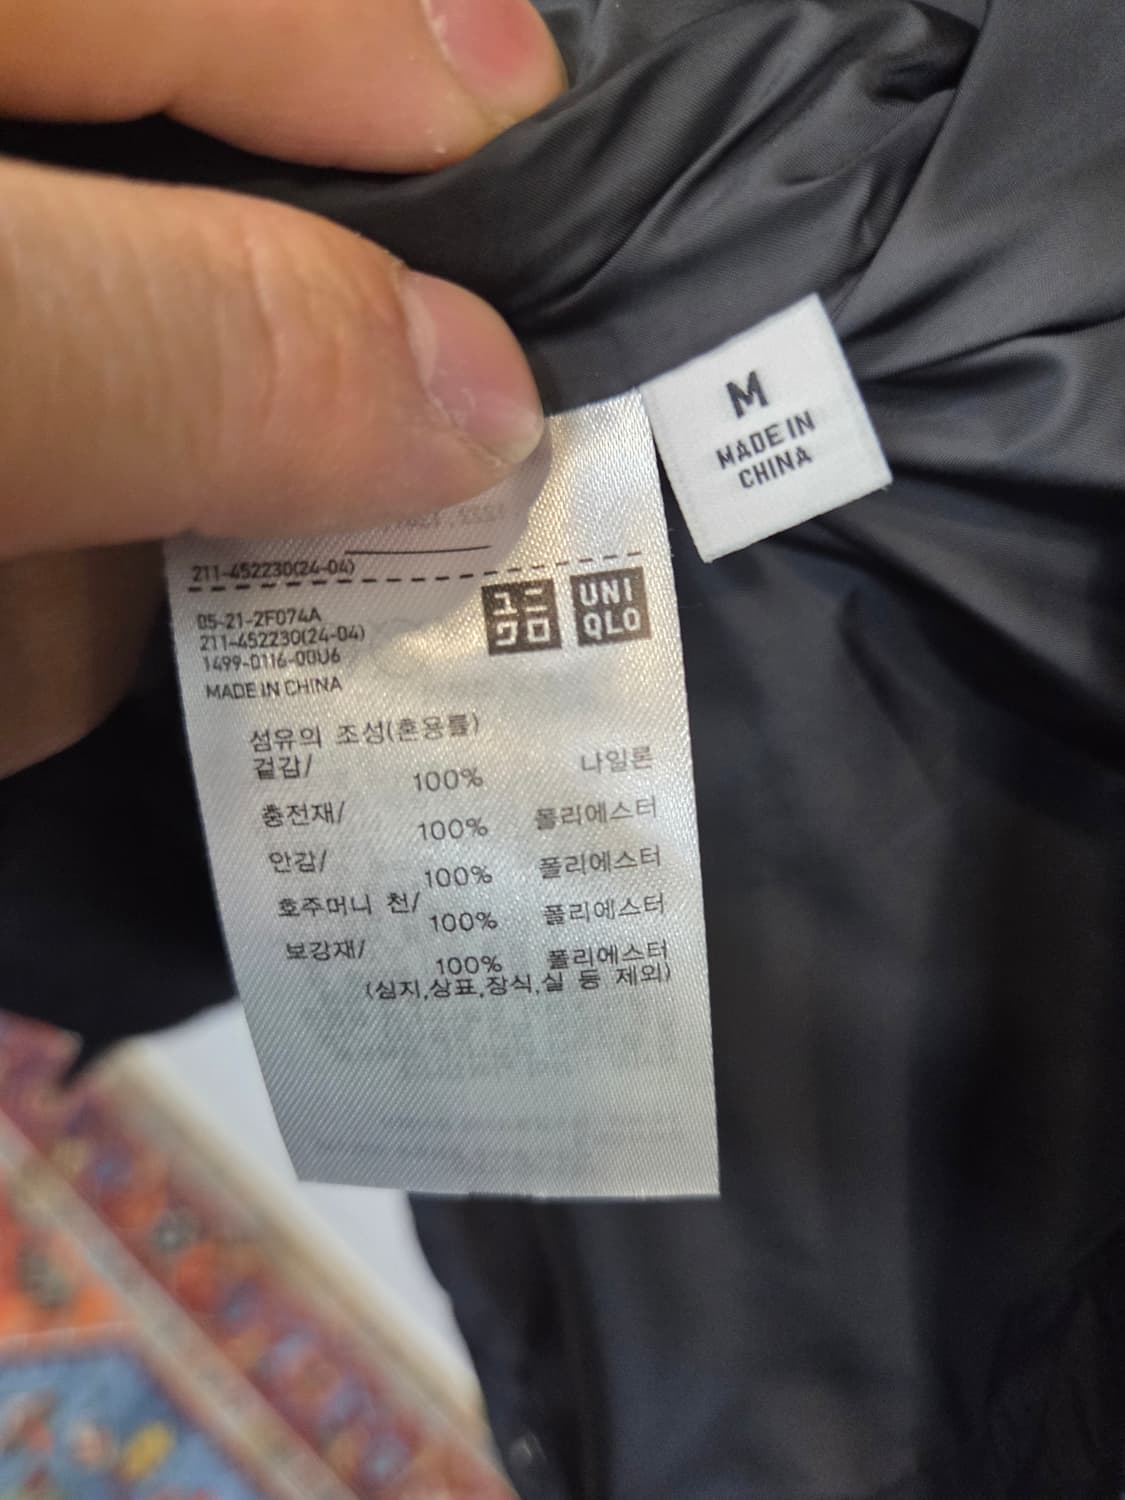 M
MADE IN
CHINA
211-452230(24-04)
ユニ
クロ
UNI
QLO
05-21-2F074A
211-452230(24-04)
1499-0116-00U6
MADE IN CHINA
섬유의 조성(혼용률)
겉감/
100% 나일론
충전재/
100% 폴리에스터
안감/
100% 폴리에스터
호주머니 천/
100% 폴리에스터
보강재/
100% 폴리에스터
(심지,상표,장식,실 등 제외)